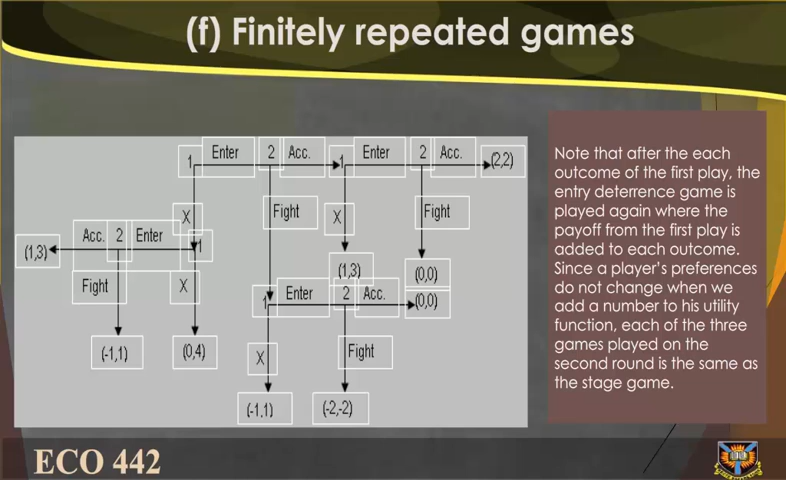 (f) Finitely repeated games
1 Enter 2 Acc. 1 Enter 2 Acc. (2,2)
X Fight X Fight
(1,3) Acc. 2 Enter 1
(1,3) (0,0)
Fight X 1 Enter 2 Acc. (0,0)
(-1,1) (0,4) X Fight
(-1,1) (-2,-2)
Note that after the each
outcome of the first play, the
entry deterrence game is
played again where the
payoff from the first play is
added to each outcome.
Since a player's preferences
do not change when we
add a number to his utility
function, each of the three
games played on the
second round is the same as
the stage game.
ECO 442